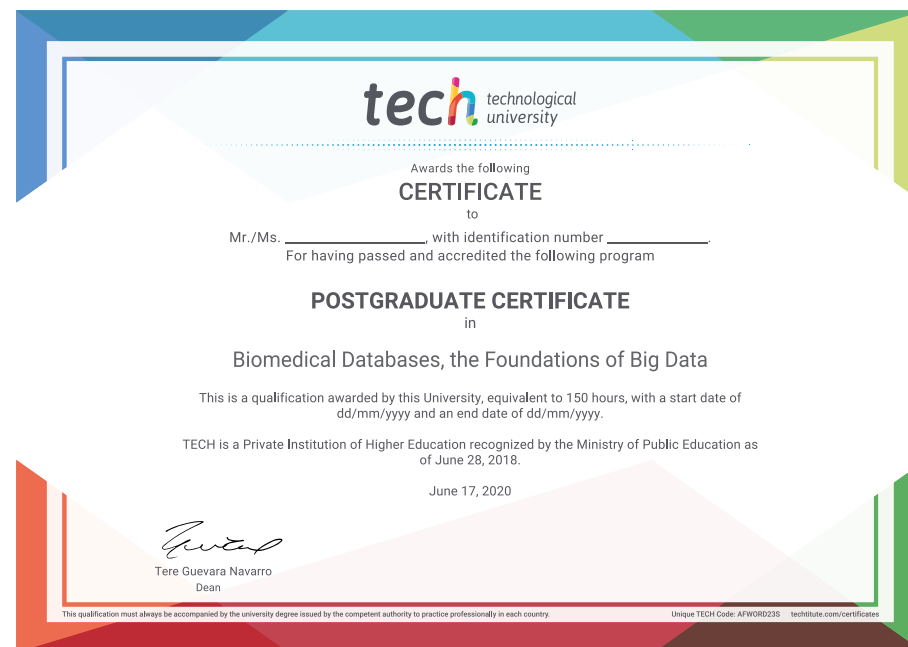 tech technological
university
Awards the following
CERTIFICATE
to
Mr./Ms. ____________________, with identification number ______________.
For having passed and accredited the following program
POSTGRADUATE CERTIFICATE
in
Biomedical Databases, the Foundations of Big Data
This is a qualification awarded by this University, equivalent to 150 hours, with a start date of
dd/mm/yyyy and an end date of dd/mm/yyyy.
TECH is a Private Institution of Higher Education recognized by the Ministry of Public Education as
of June 28, 2018.
June 17, 2020
Tere Guevara Navarro
Dean
This qualification must always be accompanied by the university degree issued by the competent authority to practice professionally in each country. Unique TECH Code: AFWORD23S techtitute.com/certificates